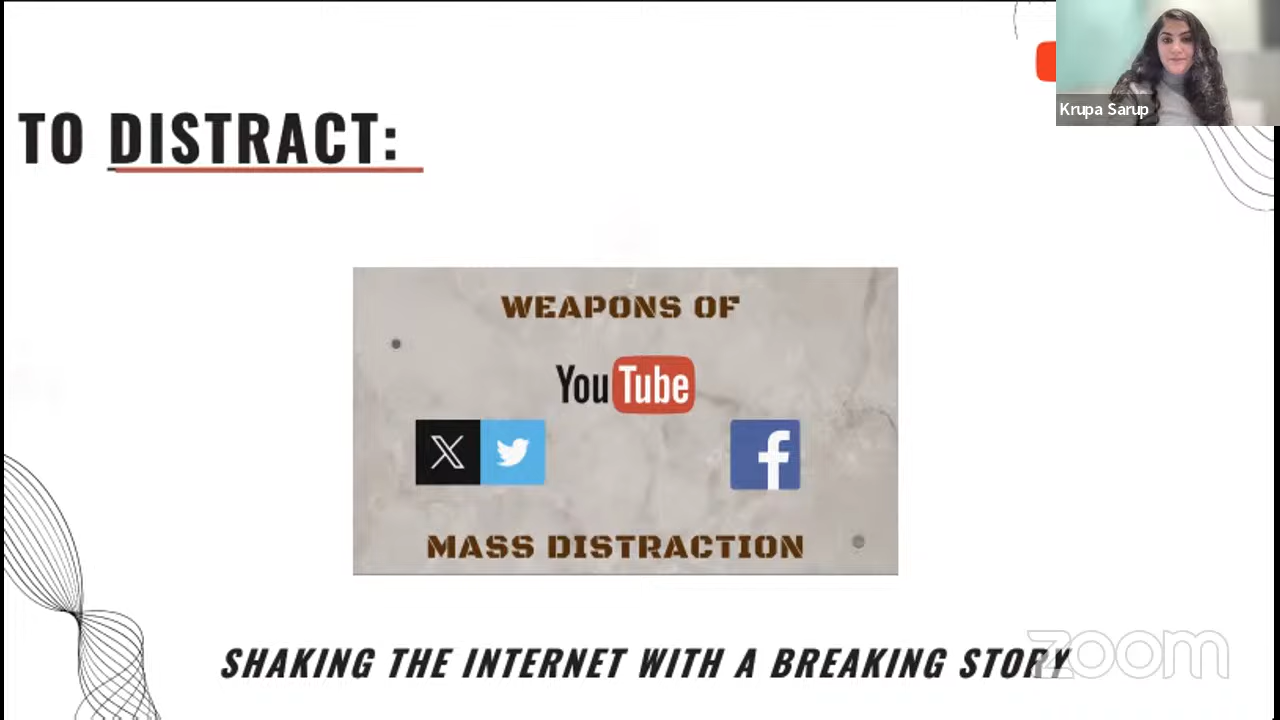 Krupa Sarup
TO DISTRACT:
WEAPONS OF
YouTube
X
f
MASS DISTRACTION
SHAKING THE INTERNET WITH A BREAKING STORY
zoom